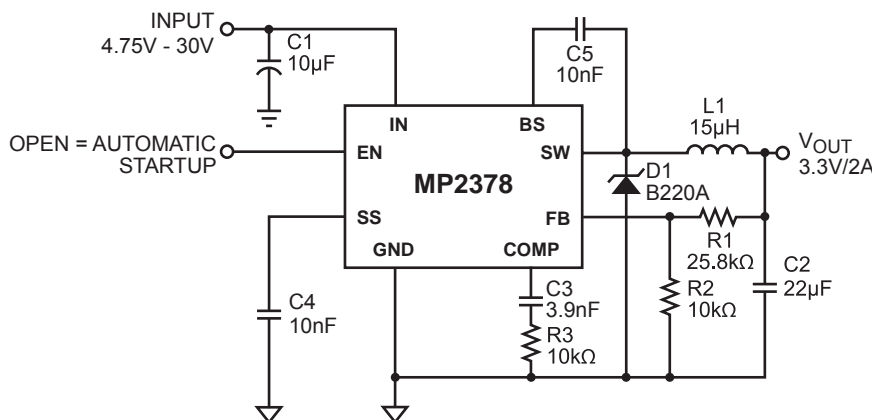 INPUT
4.75V - 30V
C1
10µF
C5
10nF
OPEN = AUTOMATIC
STARTUP
IN
BS
EN
SW
MP2378
SS
FB
GND
COMP
L1
15µH
VOUT
3.3V/2A
D1
B220A
R1
25.8kΩ
C2
22µF
R2
10kΩ
C3
3.9nF
R3
10kΩ
C4
10nF